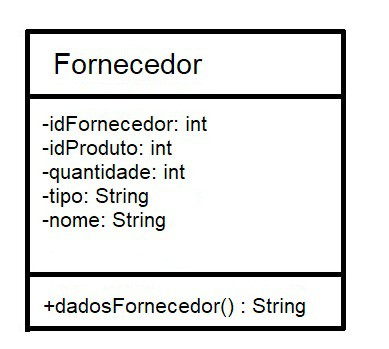 Fornecedor
-idFornecedor: int
-idProduto: int
-quantidade: int
-tipo: String
-nome: String
+dadosFornecedor() : String